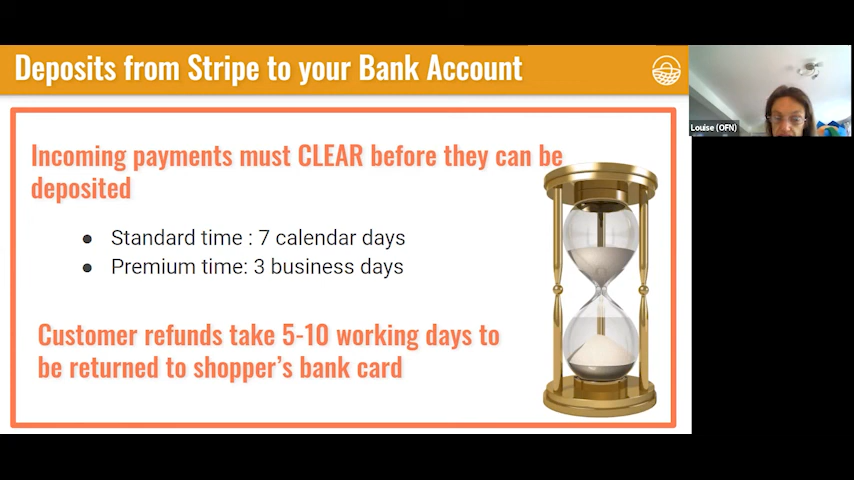 Deposits from Stripe to your Bank Account
Incoming payments must CLEAR before they can be
deposited
● Standard time : 7 calendar days
● Premium time: 3 business days
Customer refunds take 5-10 working days to
be returned to shopper's bank card
Louise (OFN)